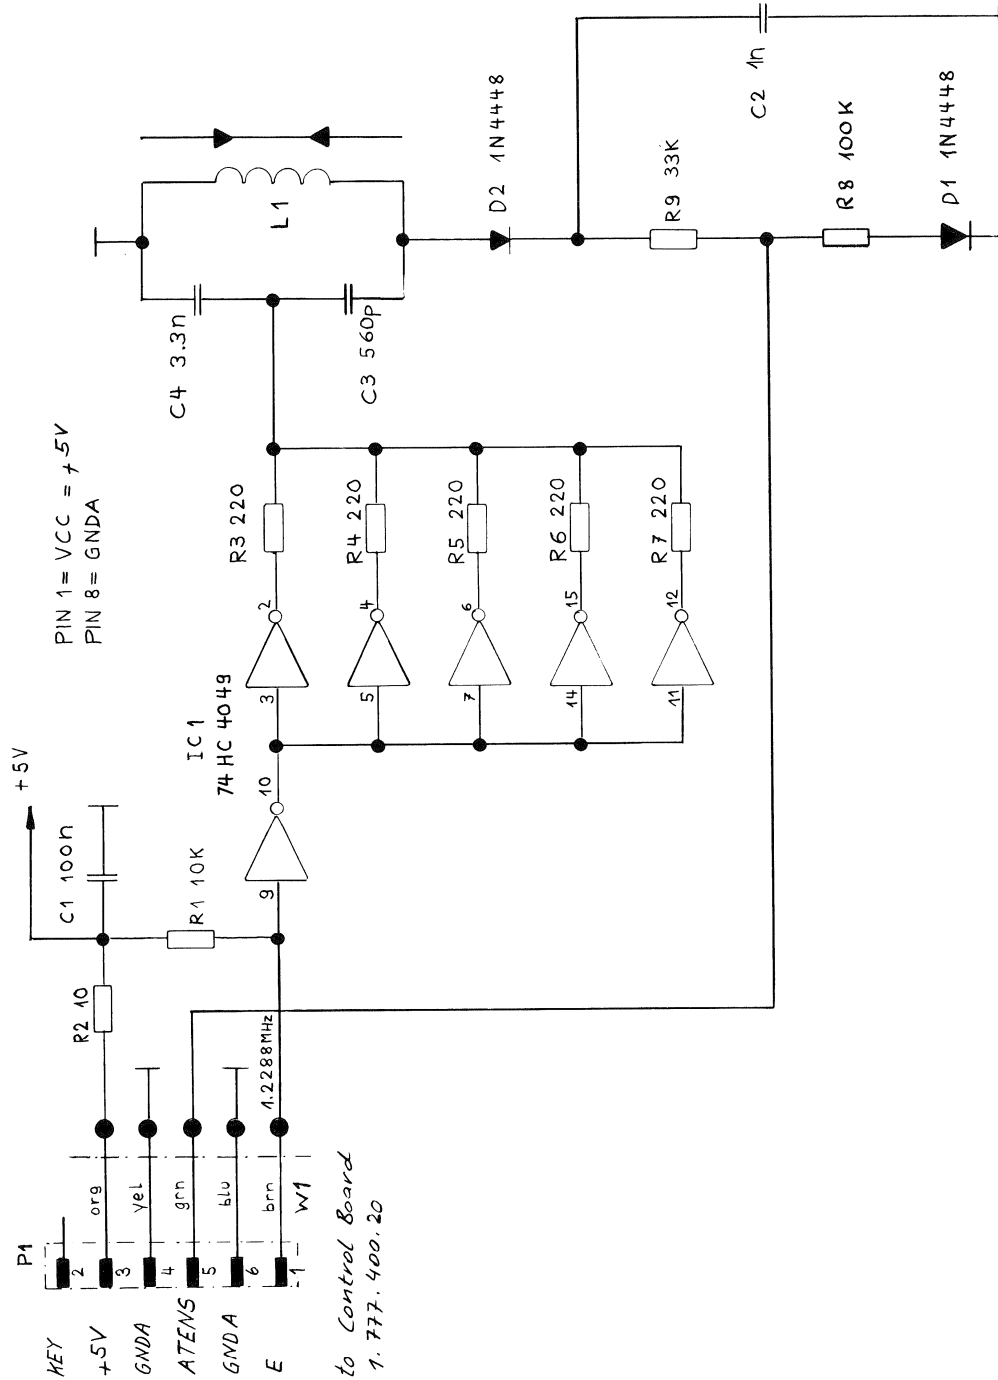 P1
KEY
2
+5V
3
org
GNDA
4
yel
ATENS
5
grn
GNDA
6
blu
E
1
brn
W1
to Control Board
1.777.400.20
R2 10
C1 100n
+5V
R1 10K
1.2288MHz
9
10
IC1
74HC4049
PIN 1 = VCC = +5V
PIN 8 = GNDA
3
2
R3 220
5
4
R4 220
7
6
R5 220
14
15
R6 220
11
12
R7 220
C4 3.3n
C3 560p
L1
D2 1N4448
R9 33K
C2 1n
R8 100K
D1 1N4448